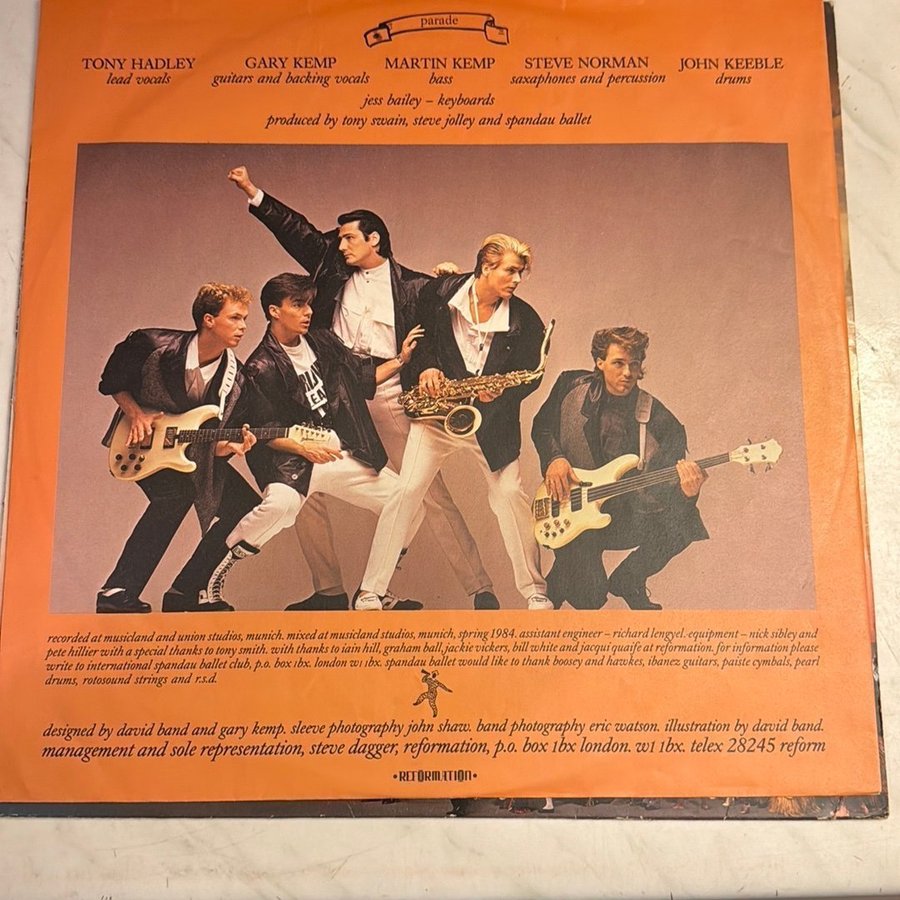 parade
TONY HADLEY GARY KEMP MARTIN KEMP STEVE NORMAN JOHN KEEBLE
lead vocals guitars and backing vocals bass saxaphones and percussion drums
jess bailey – keyboards
produced by tony swain, steve jolley and spandau ballet
recorded at musicland and union studios, munich. mixed at musicland studios, munich, spring 1984. assistant engineer – richard lengyel. equipment – nick sibley and
pete hillier with a special thanks to tony smith. with thanks to iain hill, graham ball, jackie vickers, bill white and jacqui quaife at reformation. for information please
write to international spandau ballet club, p.o. box 1bx. london w1 1bx. spandau ballet would like to thank boosey and hawkes, ibanez guitars, paiste cymbals, pearl
drums, rotosound strings and r.s.d.
designed by david band and gary kemp. sleeve photography john shaw. band photography eric watson. illustration by david band.
management and sole representation, steve dagger, reformation, p.o. box 1bx london. w1 1bx. telex 28245 reform
•REFORMATION•